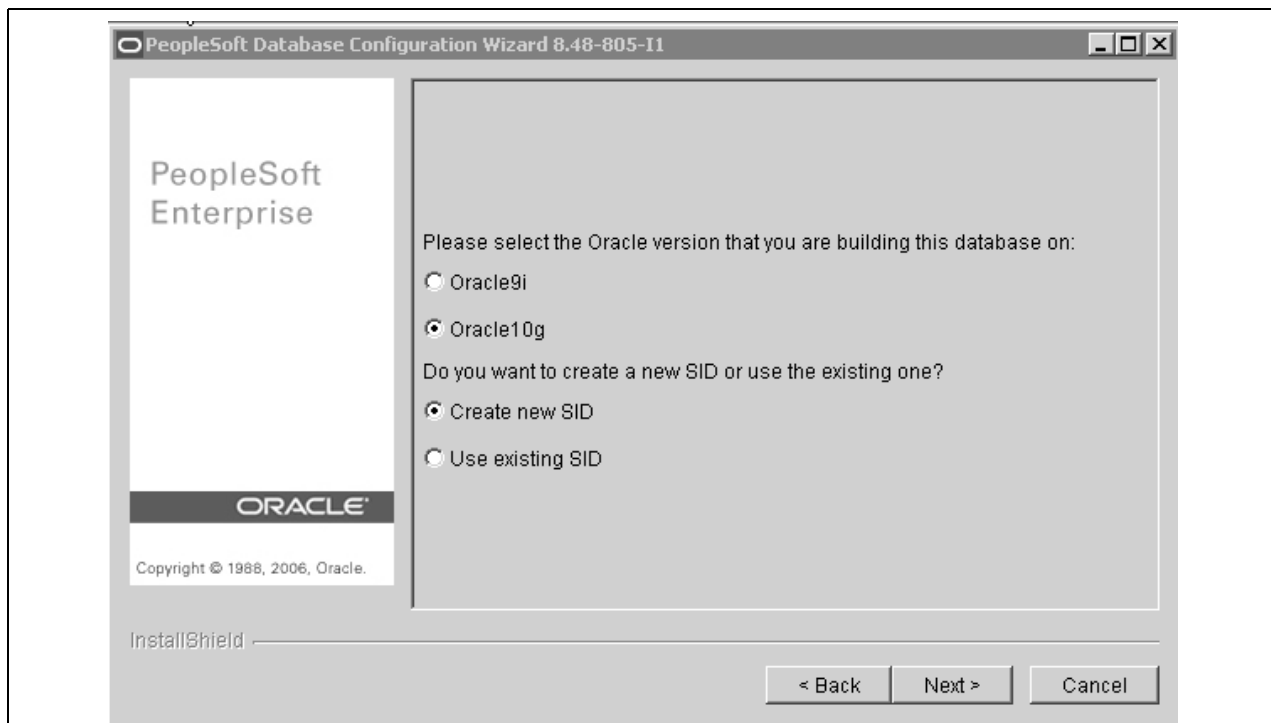 PeopleSoft Database Configuration Wizard 8.48-805-I1
PeopleSoft
Enterprise
ORACLE
Copyright © 1988, 2006, Oracle.
Please select the Oracle version that you are building this database on:
Oracle9i
Oracle10g
Do you want to create a new SID or use the existing one?
Create new SID
Use existing SID
InstallShield
< Back
Next >
Cancel